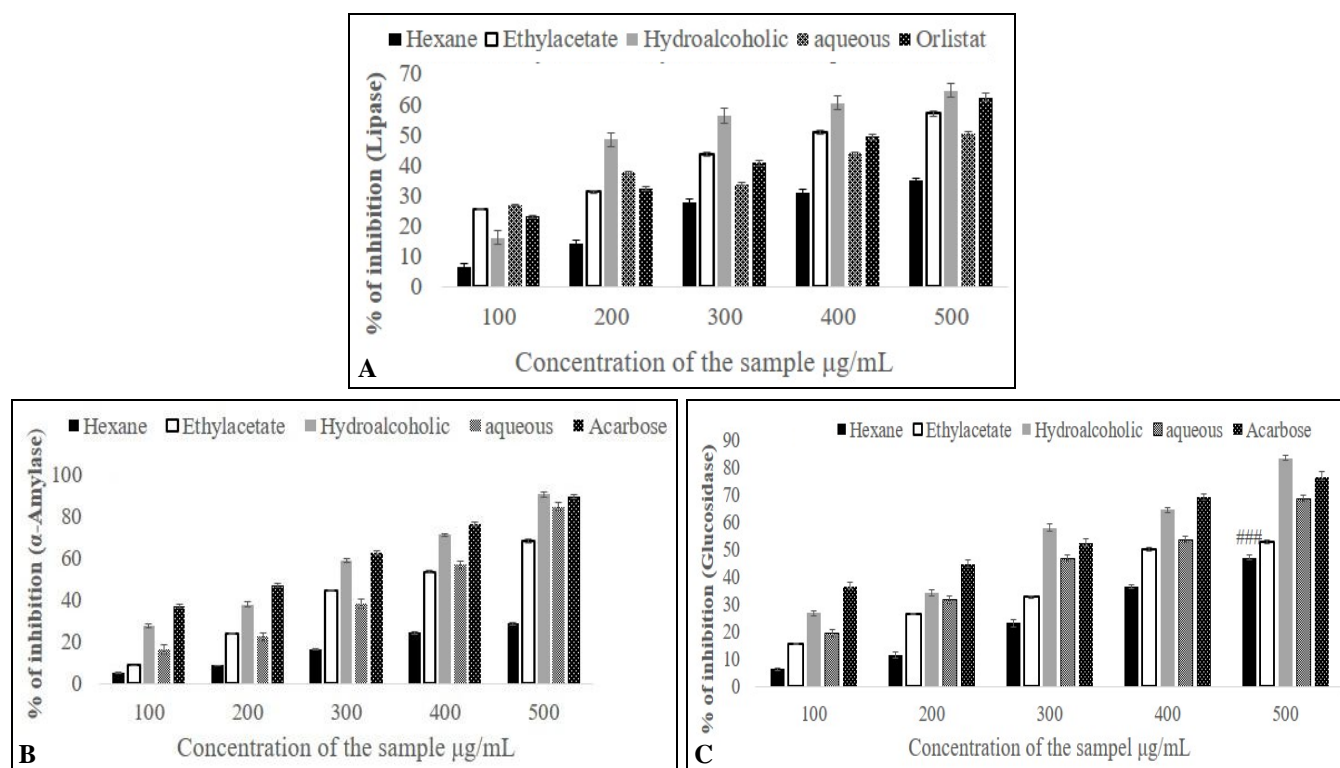 Hexane Ethylacetate Hydroalcoholic aqueous Orlistat
% of inhibition (Lipase)
70
60
50
40
30
20
10
0
100 200 300 400 500
Concentration of the sample µg/mL
A
Hexane Ethylacetate Hydroalcoholic aqueous Acarbose
% of inhibition (α-Amylase)
100
80
60
40
20
0
100 200 300 400 500
Concentration of the sample µg/mL
B
Hexane Ethylacetate Hydroalcoholic aqueous Acarbose
% of inhibition (Glucosidase)
90
80
70
60
50
40
30
20
10
0
###
100 200 300 400 500
Concentration of the sampel µg/mL
C